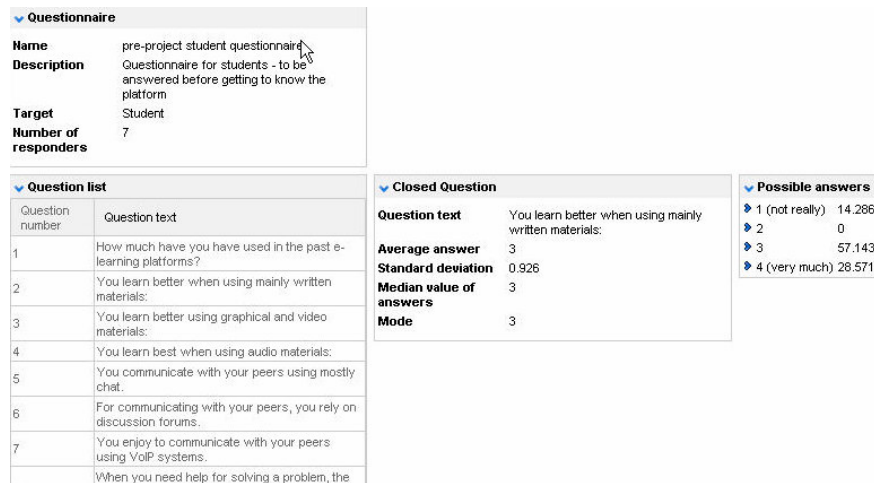 Questionnaire
Name pre-project student questionnaire
Description Questionnaire for students - to be
answered before getting to know the
platform
Target Student
Number of 7
responders
Question list
Question Question text
number
1 How much have you have used in the past e-
learning platforms?
2 You learn better when using mainly written
materials:
3 You learn better using graphical and video
materials:
4 You learn best when using audio materials:
5 You communicate with your peers using mostly
chat.
6 For communicating with your peers, you rely on
discussion forums.
7 You enjoy to communicate with your peers
using VoIP systems.
When you need help for solving a problem, the
Closed Question
Question text You learn better when using mainly
written materials:
Average answer 3
Standard deviation 0.926
Median value of 3
answers
Mode 3
Possible answers
1 (not really) 14.286
2 0
3 57.143
4 (very much) 28.571